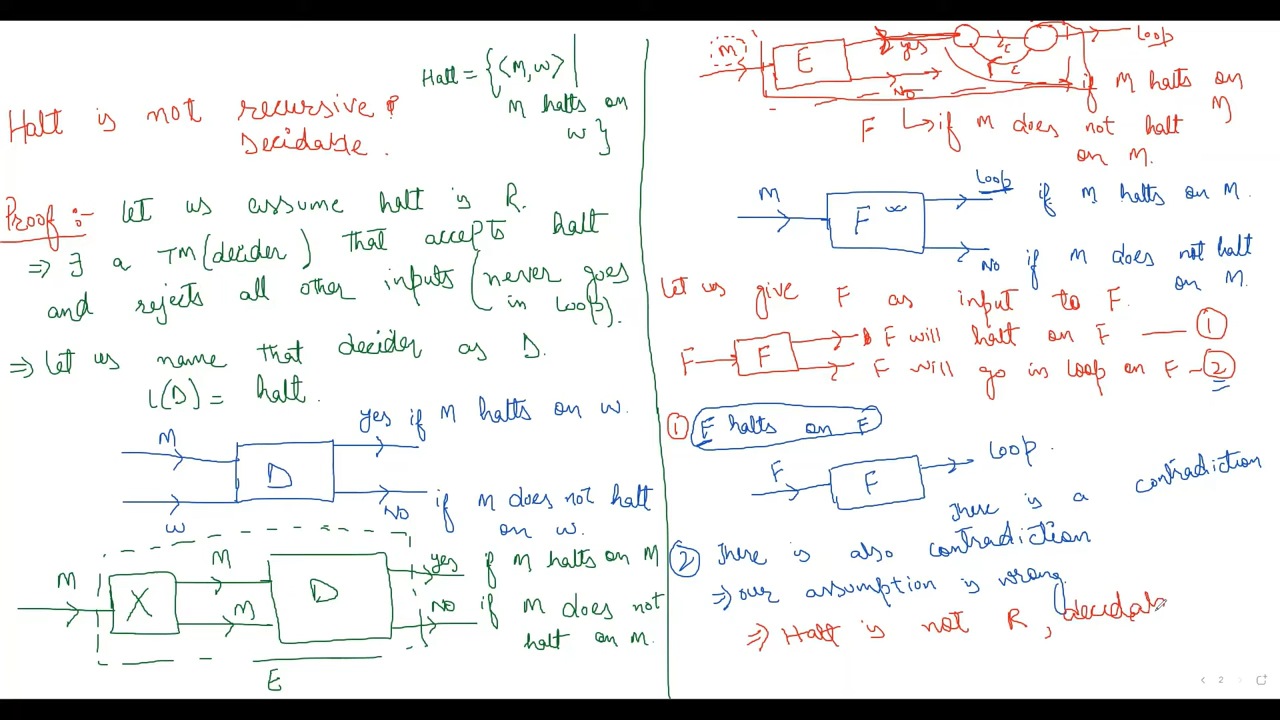 Halt = {<M, w> |
M halts on
w}
Halt is not recursive
Decidable.
Proof :- Let us assume halt is R.
⇒ ∃ a TM (decider) that accepts halt
and rejects all other inputs (never goes
in loop).
⇒ Let us name that decider as D.
L(D) = halt.
M
yes if M halts on w.
D
w
No if M does not halt
on w.
M
X
M
M
D
yes if M halts on M
No if M does not
halt on M.
E
M
E
yes
ε
ε
Loop
if M halts on
M
No
F
if M does not halt
on M.
M
F
Loop if M halts on M.
No if M does not halt
on M.
Let us give F as input to F.
F
F
1 F will halt on F — 1
2 F will go in loop on F - 2
1 F halts on F
F
F
Loop.
There is a contradiction
2 There is also contradiction
⇒ our assumption is wrong.
⇒ Halt is not R, decidab
2